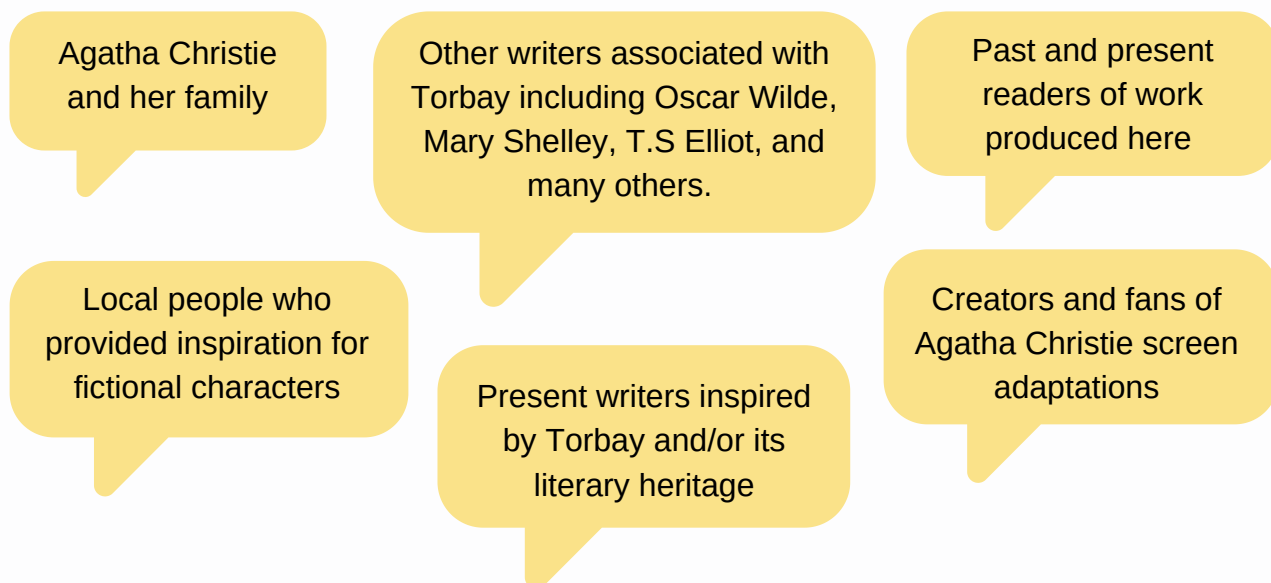 Agatha Christie
and her family
Other writers associated with
Torbay including Oscar Wilde,
Mary Shelley, T.S Elliot, and
many others.
Past and present
readers of work
produced here
Local people who
provided inspiration for
fictional characters
Present writers inspired
by Torbay and/or its
literary heritage
Creators and fans of
Agatha Christie screen
adaptations